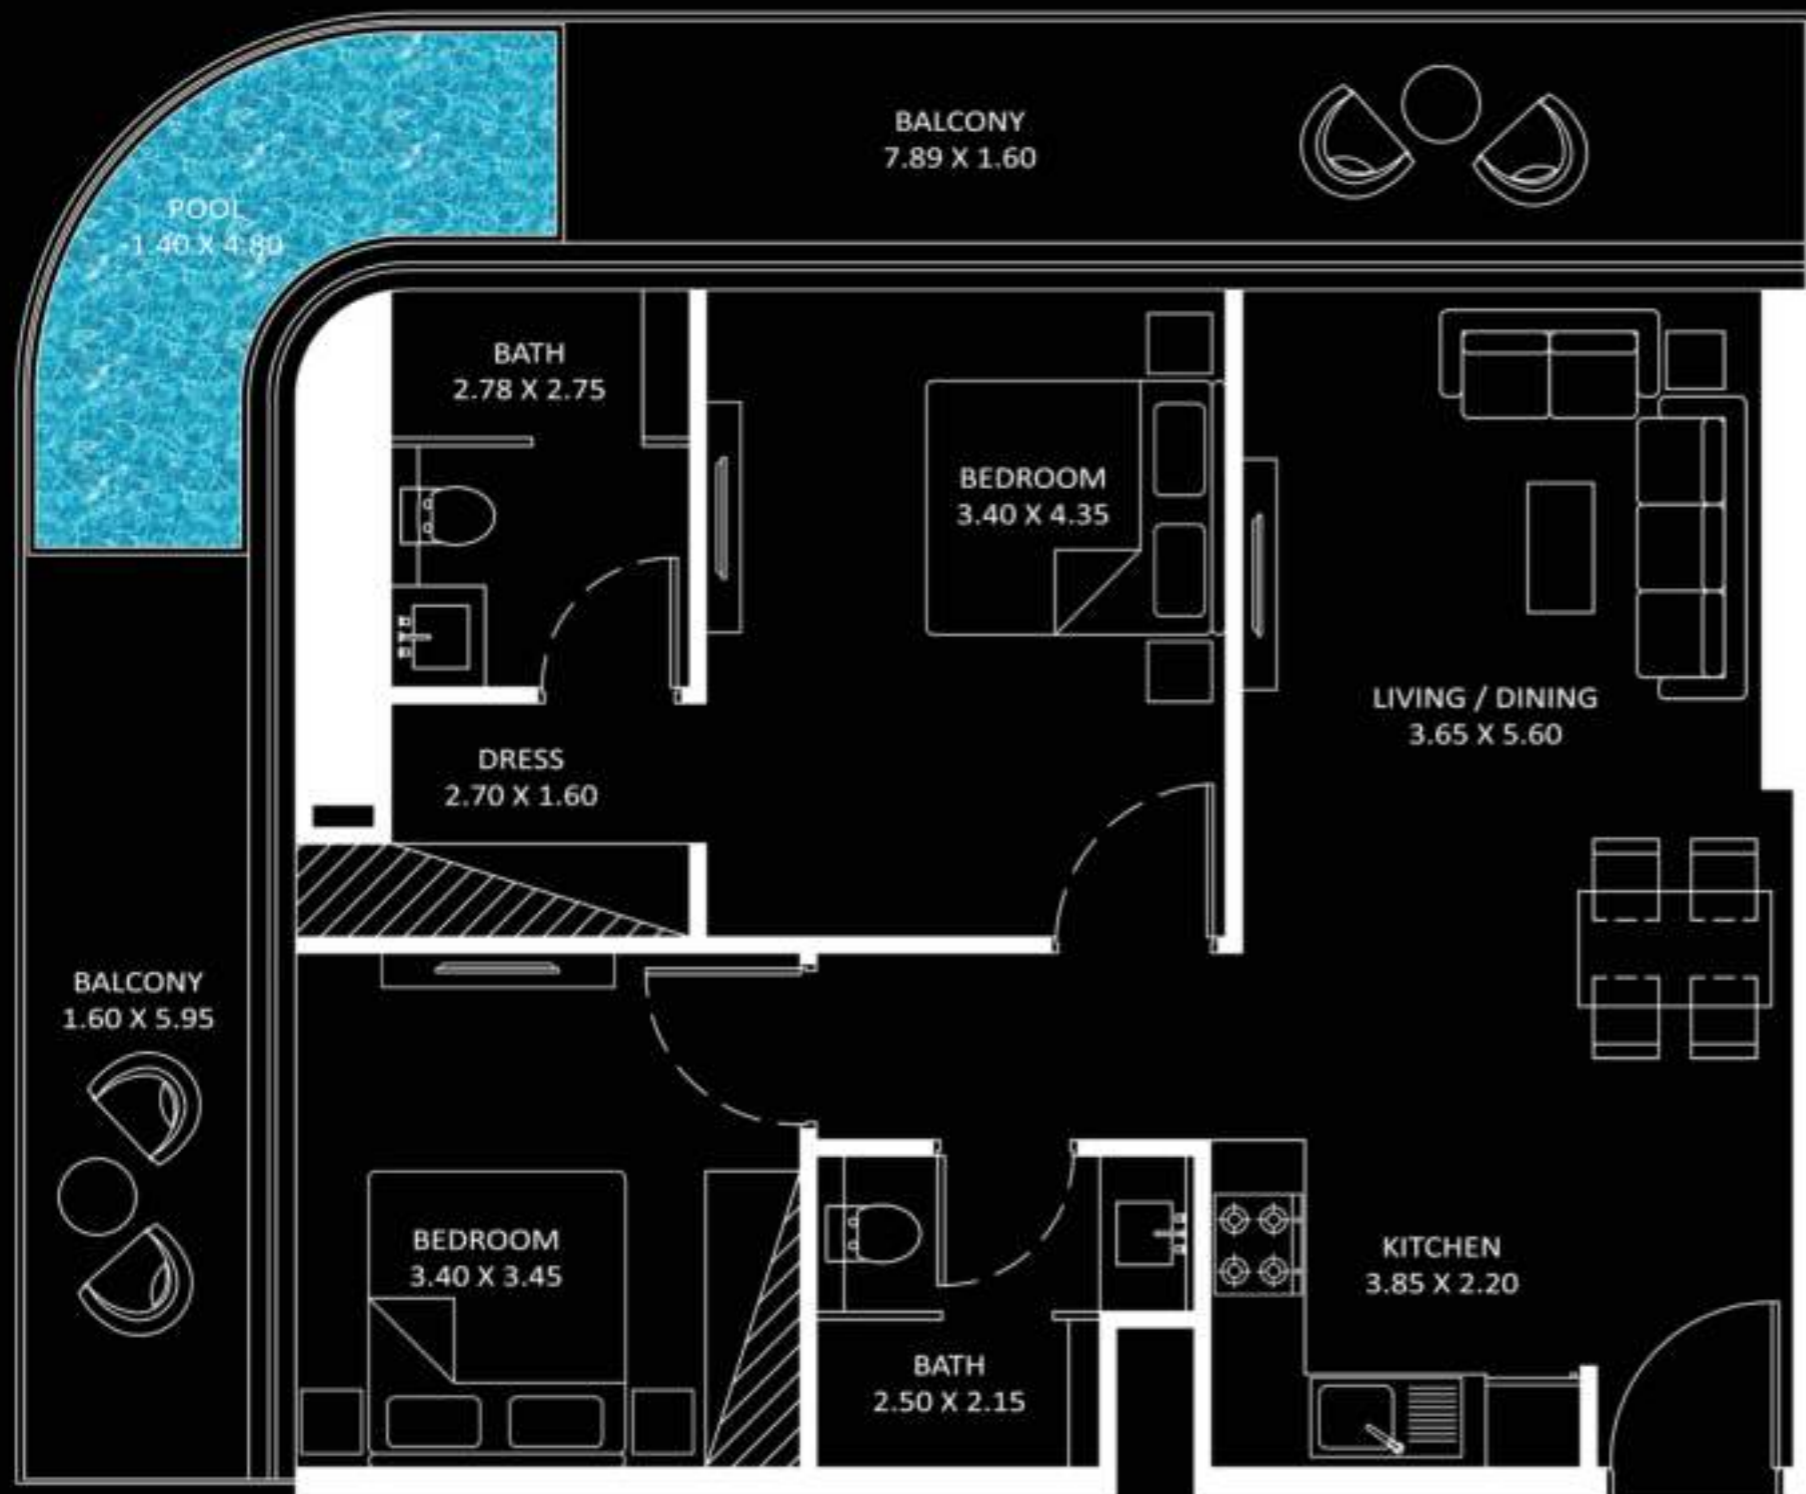 BALCONY
7.89 X 1.60
POOL
1.40 X 4.80
BATH
2.78 X 2.75
BEDROOM
3.40 X 4.35
LIVING / DINING
3.65 X 5.60
DRESS
2.70 X 1.60
BALCONY
1.60 X 5.95
BEDROOM
3.40 X 3.45
KITCHEN
3.85 X 2.20
BATH
2.50 X 2.15